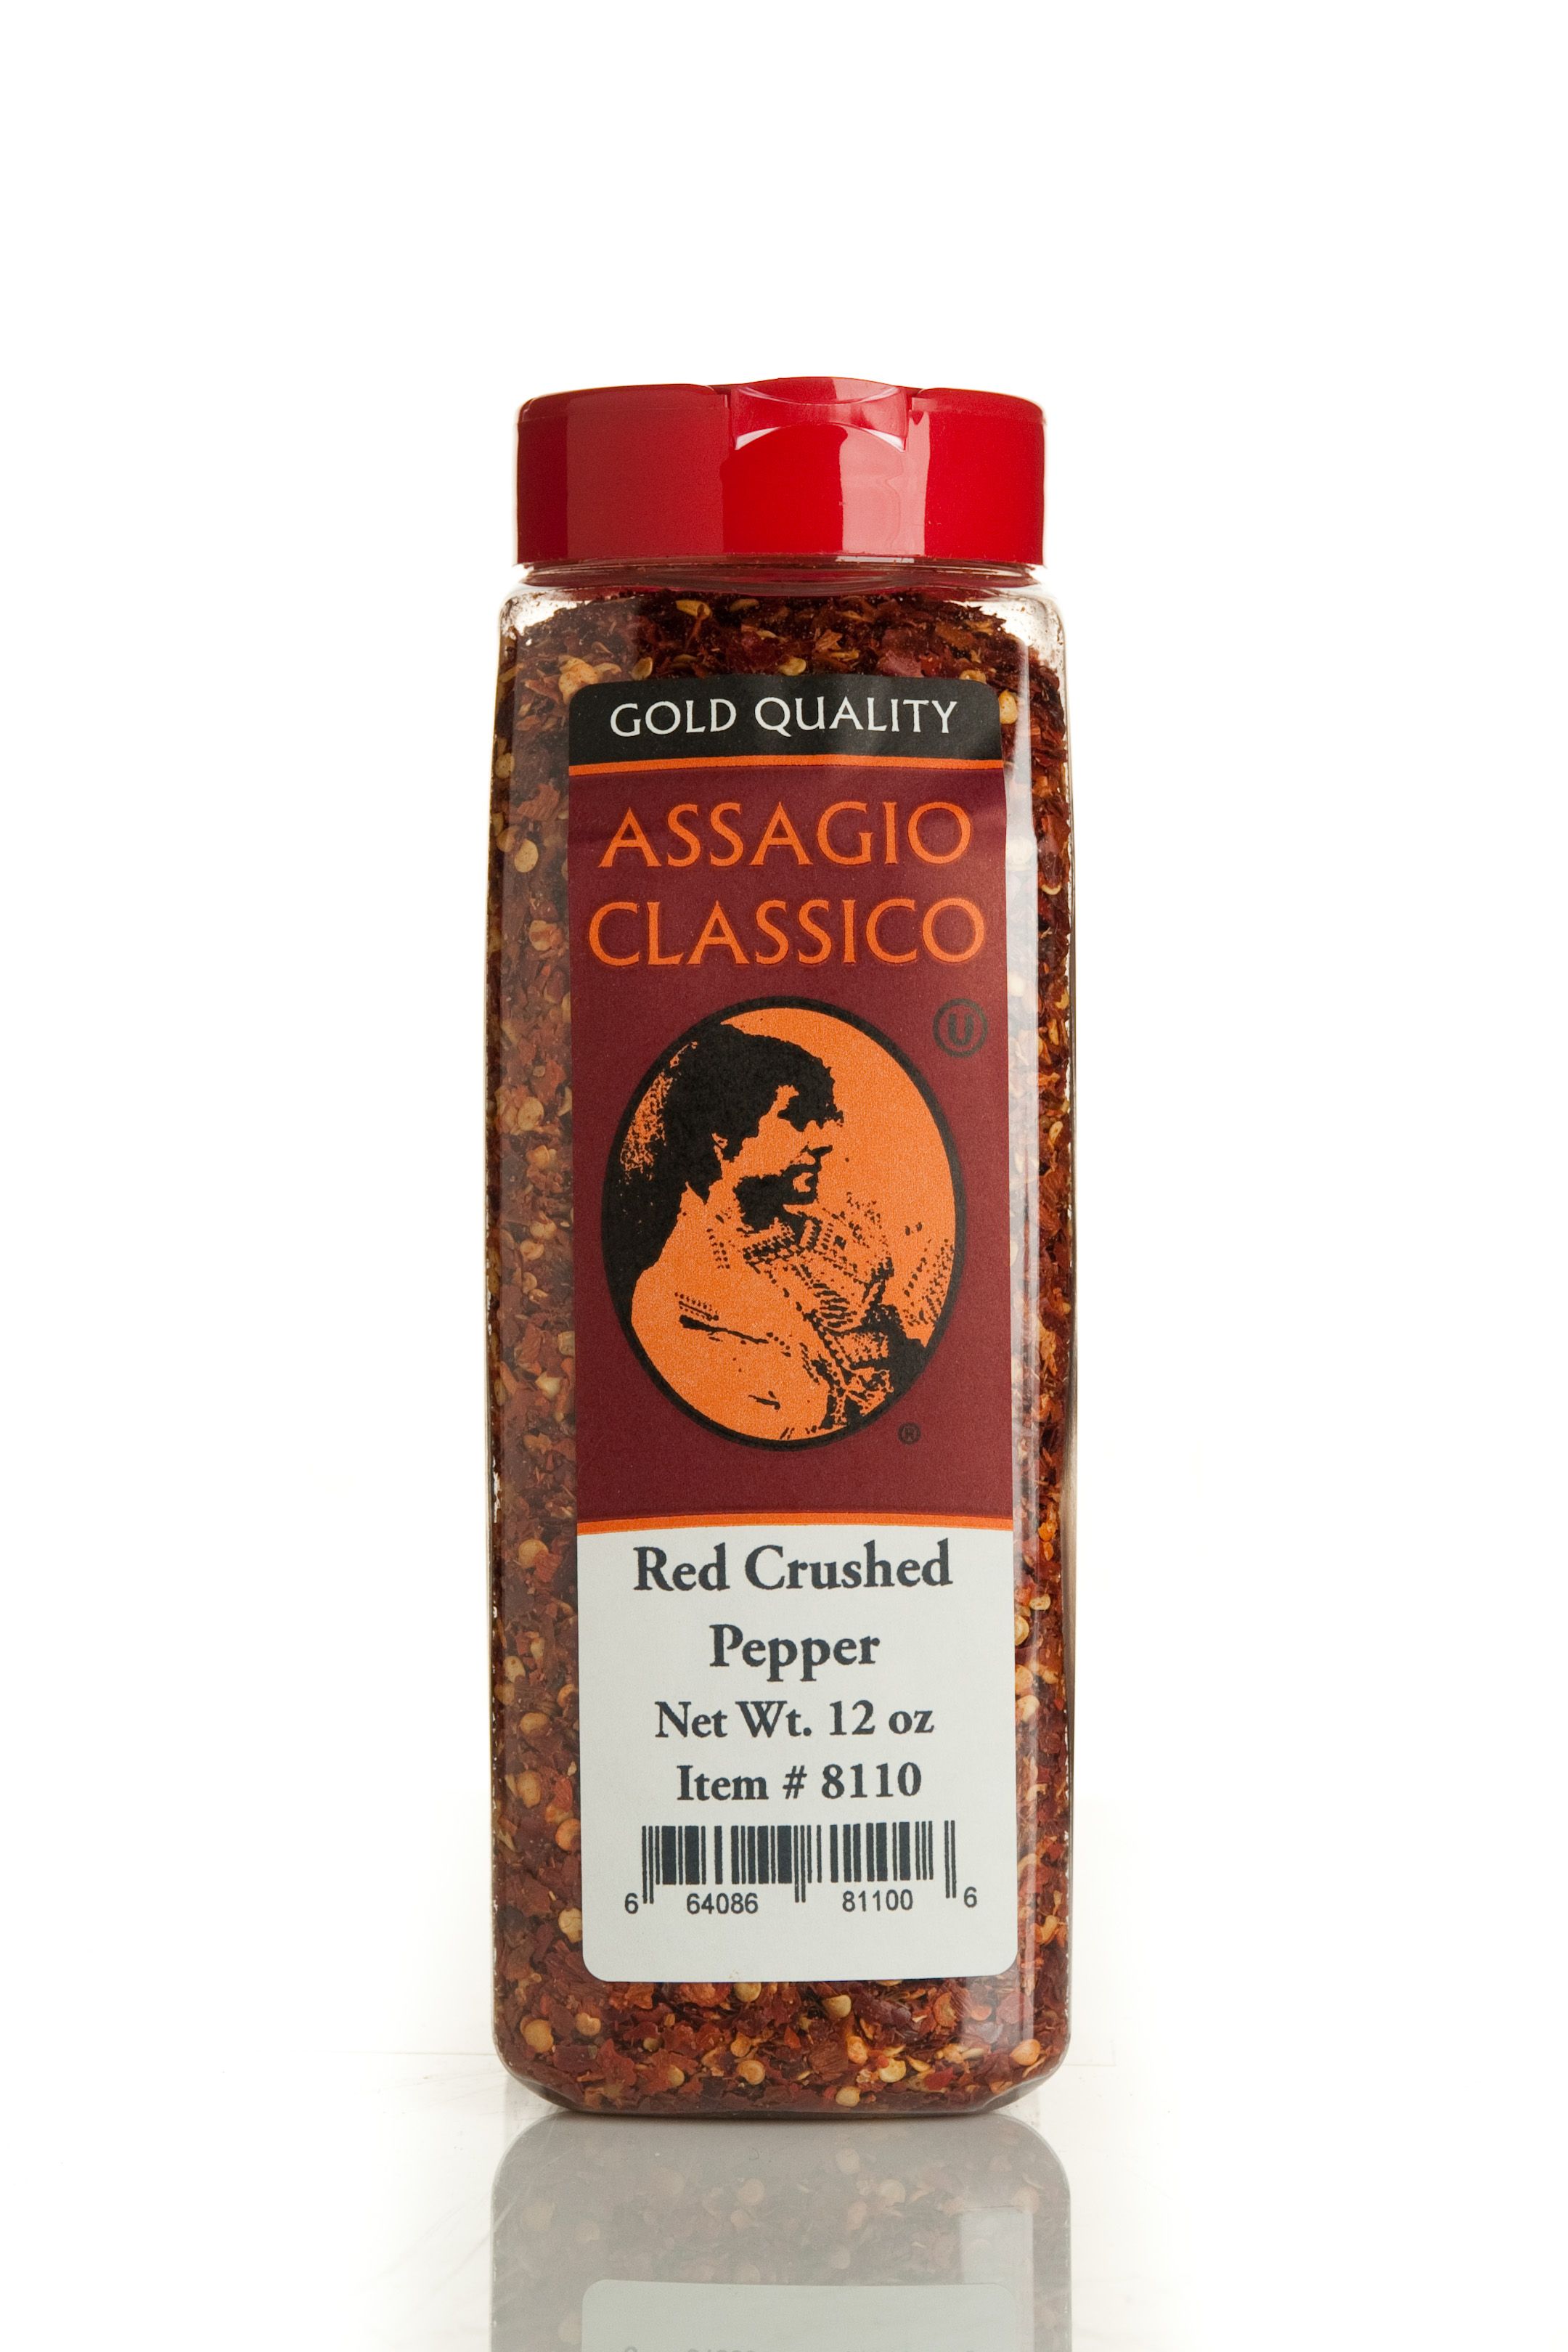 GOLD QUALITY
ASSAGIO
CLASSICO
U
®
Red Crushed
Pepper
Net Wt. 12 oz
Item # 8110
6 64086 81100 6